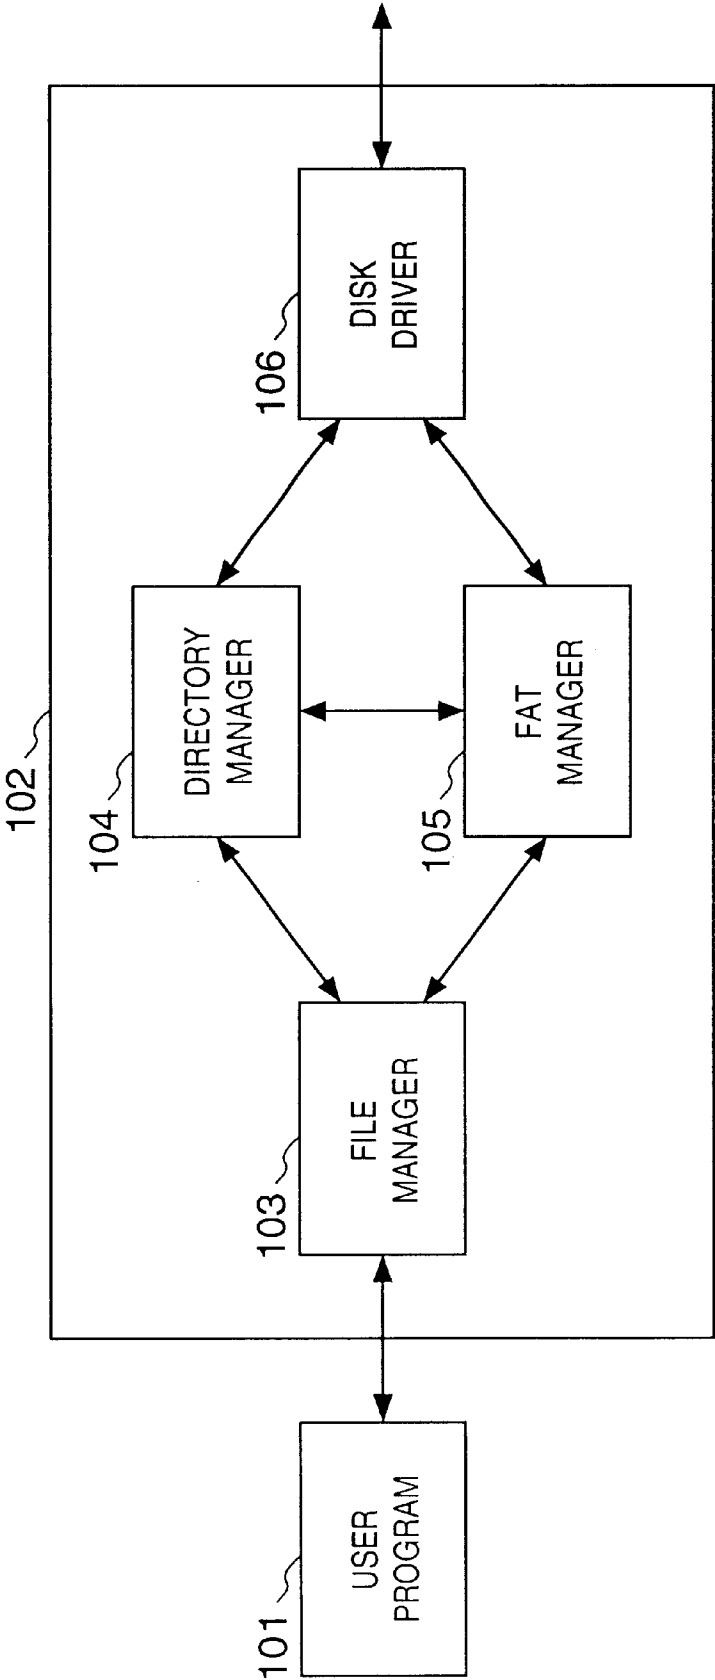 102
101
USER
PROGRAM
103
FILE
MANAGER
104
DIRECTORY
MANAGER
105
FAT
MANAGER
106
DISK
DRIVER